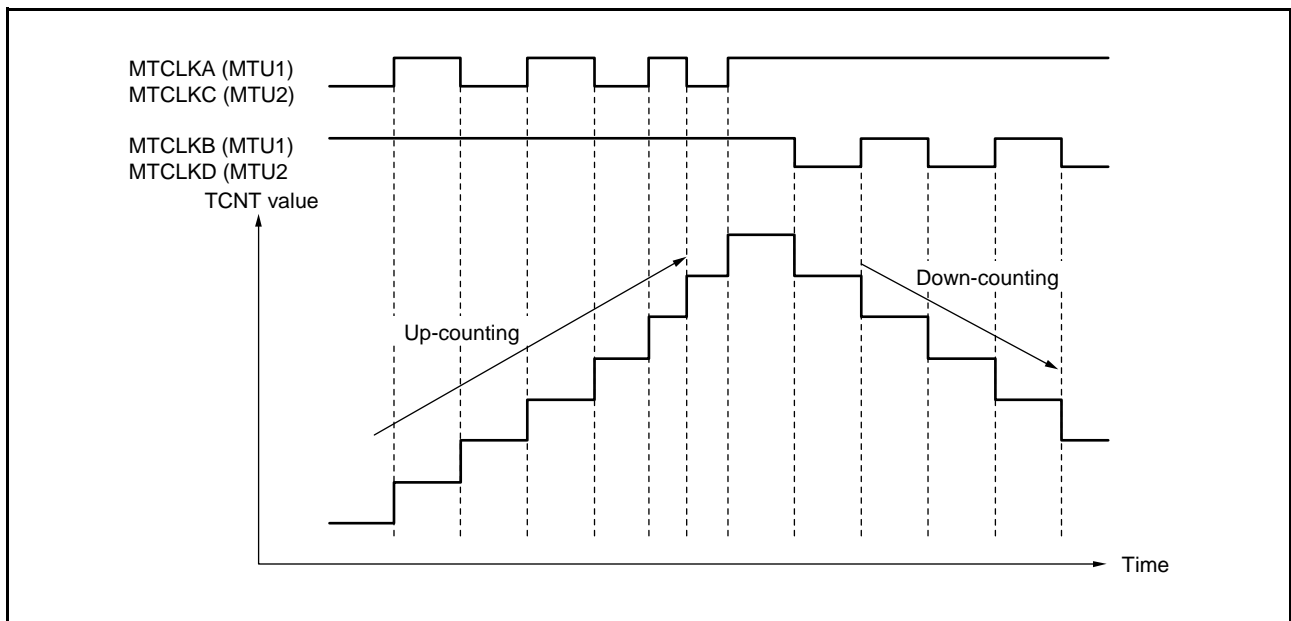 MTCLKA (MTU1)
MTCLKC (MTU2)
MTCLKB (MTU1)
MTCLKD (MTU2
TCNT value
Up-counting
Down-counting
Time